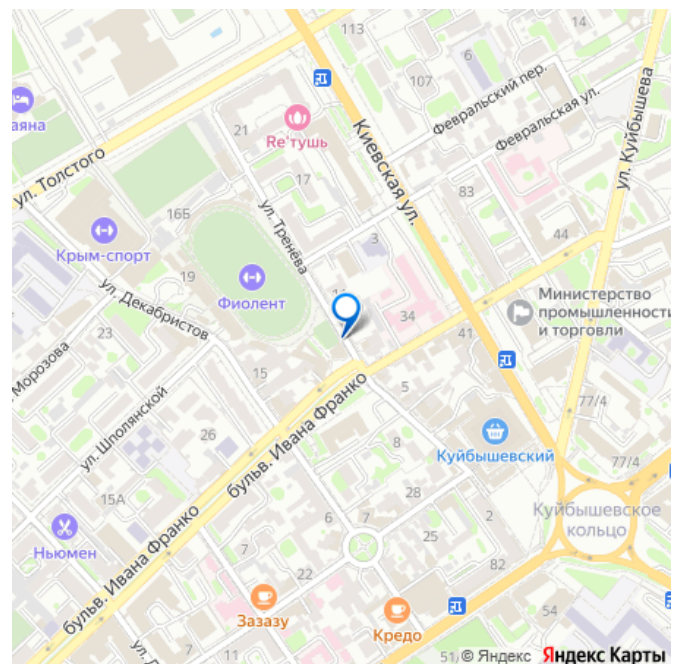 113
6
107
Февральский пер.
Февральская ул.
ул. Куйбышева
аяна
Re'тушь
21
Киевская ул.
ул. Толстого
17
83
16Б
ул. Тренёва
3
44
Крым-спорт
Фиолент
19
34
Министерство
промышленности
и торговли
ул. Декабристов
41
23
Морозова
15
5
77/4
ул. Шполянской
бульв. Ивана Франко
26
8
Куйбышевский
77/4
15А
28
Куйбышевское
кольцо
2
Ньюмен
6
7
25
бульв. Ивана Франко
7
22
82
Зазазу
Кредо
54
51/
© Яндекс Яндекс Карты